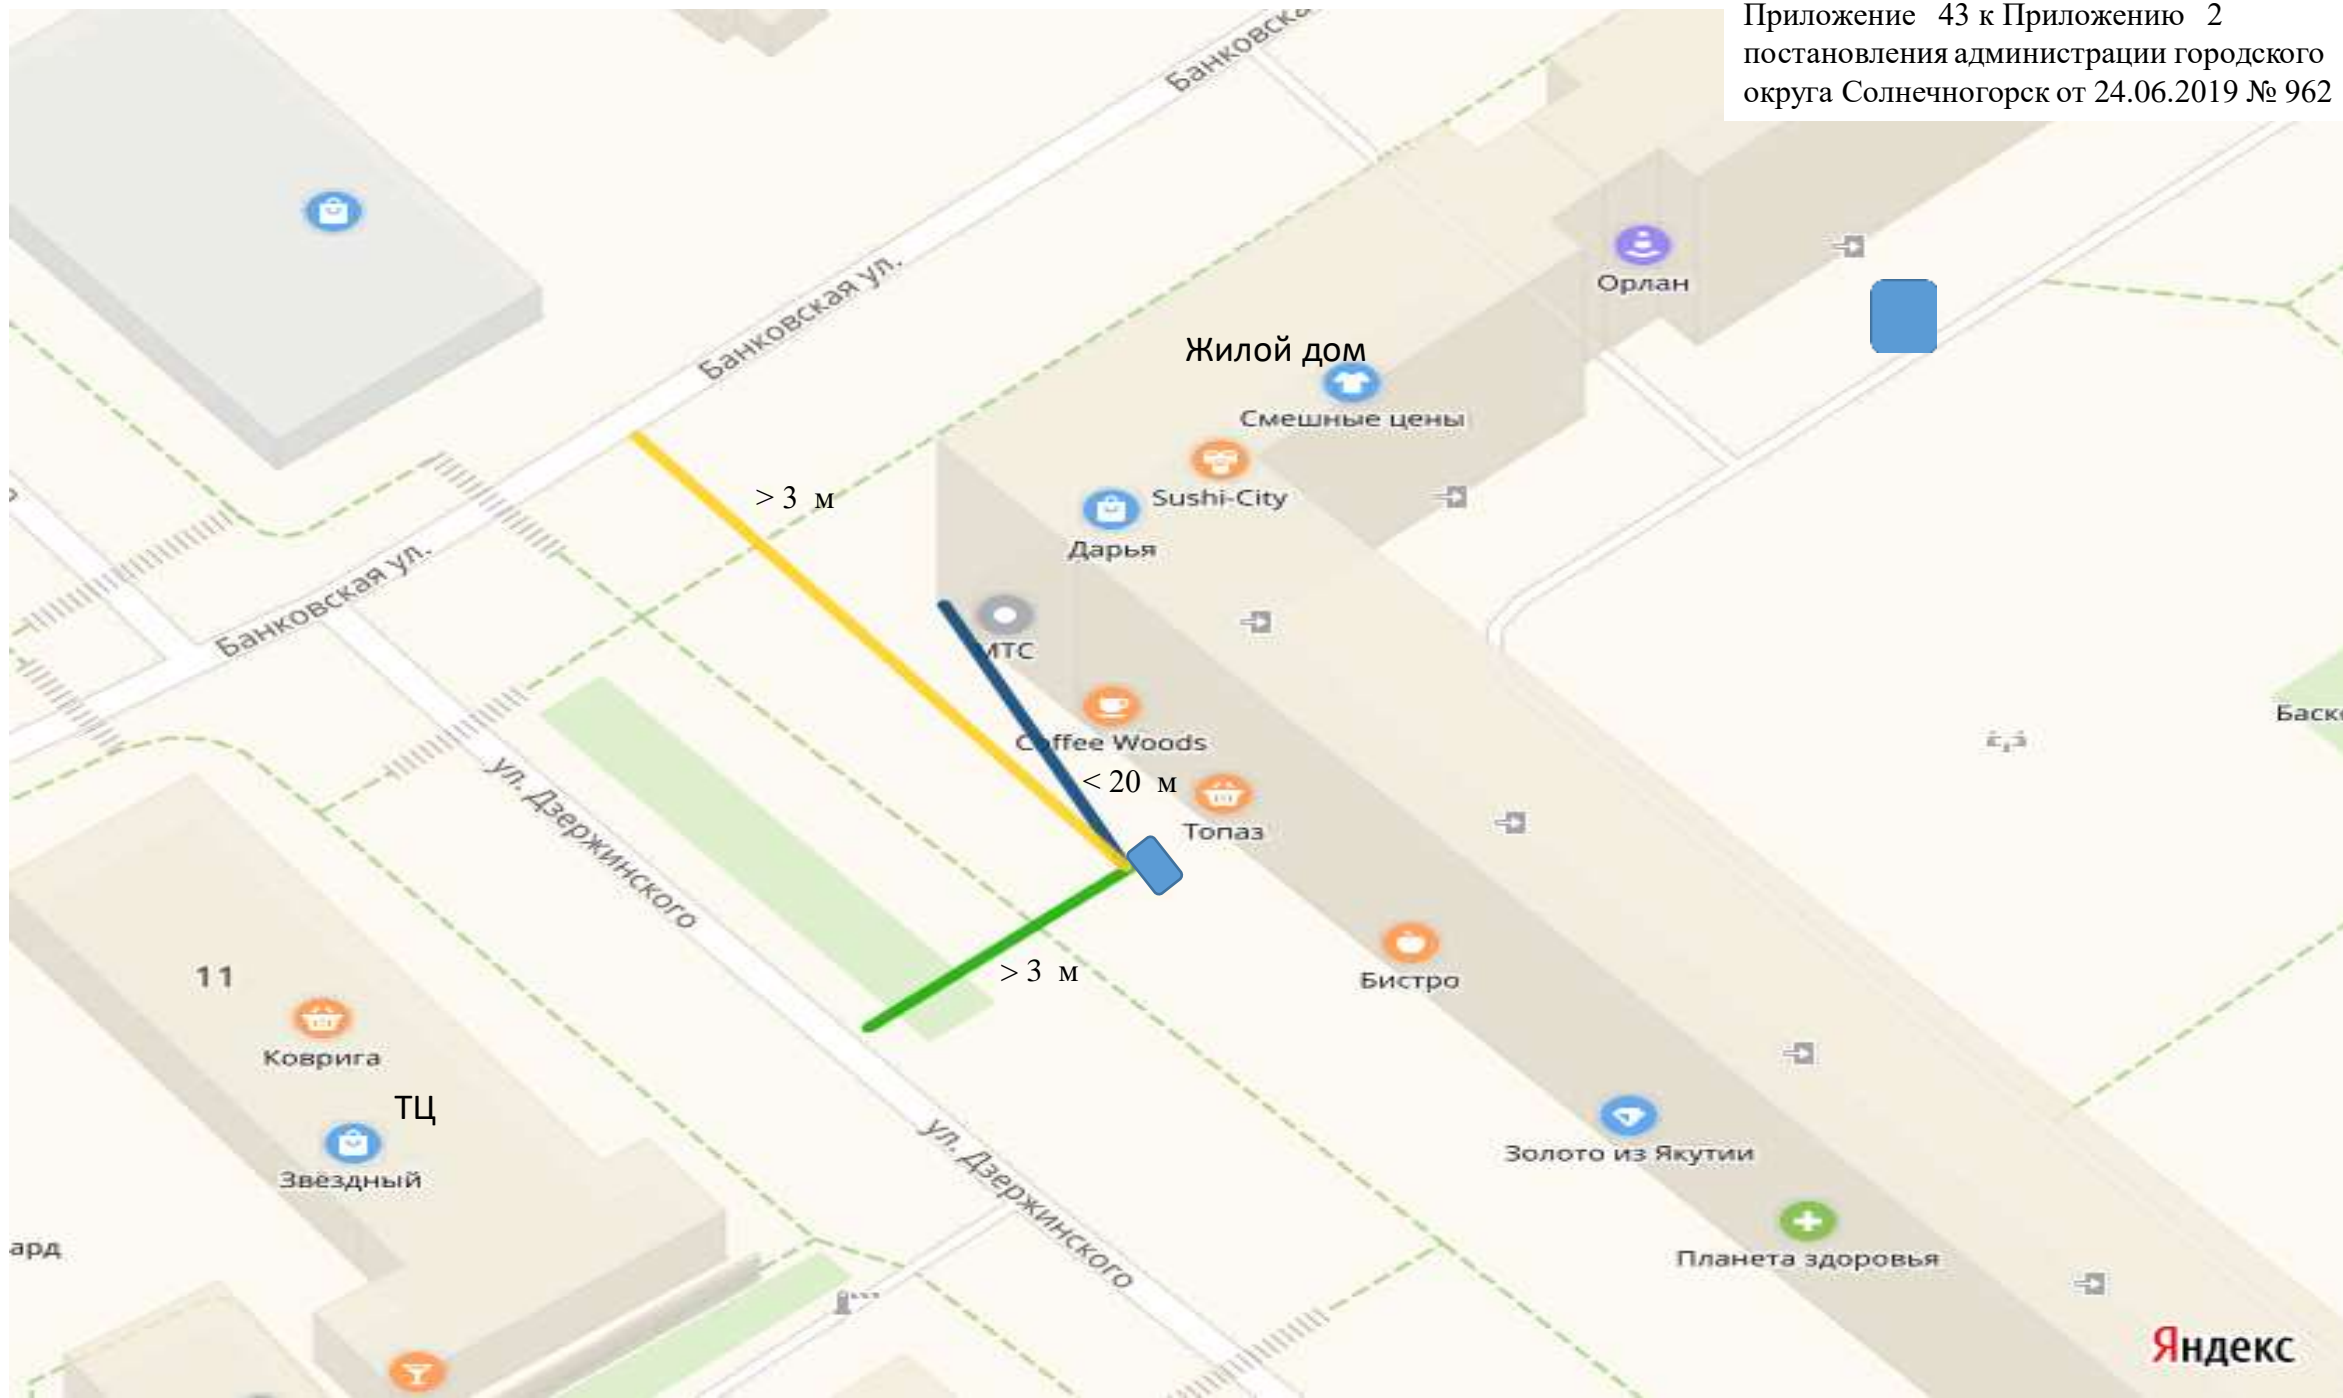 Приложение 43 к Приложению 2
постановления администрации городского
округа Солнечногорск от 24.06.2019 № 962
Банковская ул.
Орлан
Жилой дом
Смешные цены
> 3 м
Sushi-City
Дарья
Банковская ул.
МТС
Coffee Woods
< 20 м
Топаз
ул. Дзержинского
> 3 м
11
Бистро
Коврига
ТЦ
Звёздный
ул. Дзержинского
Золото из Якутии
ард
Планета здоровья
Яндекс